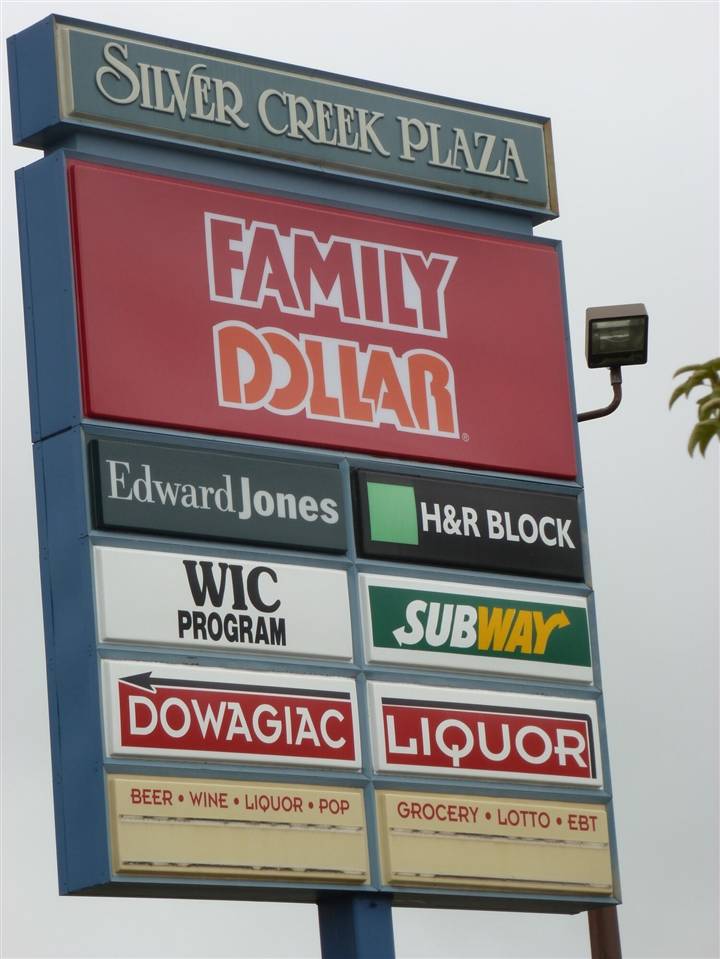 SILVER CREEK PLAZA
FAMILY
DOLLAR ®
Edward Jones
H&R BLOCK
WIC
PROGRAM
SUBWAY
DOWAGIAC
LIQUOR
BEER • WINE • LIQUOR • POP
GROCERY • LOTTO • EBT